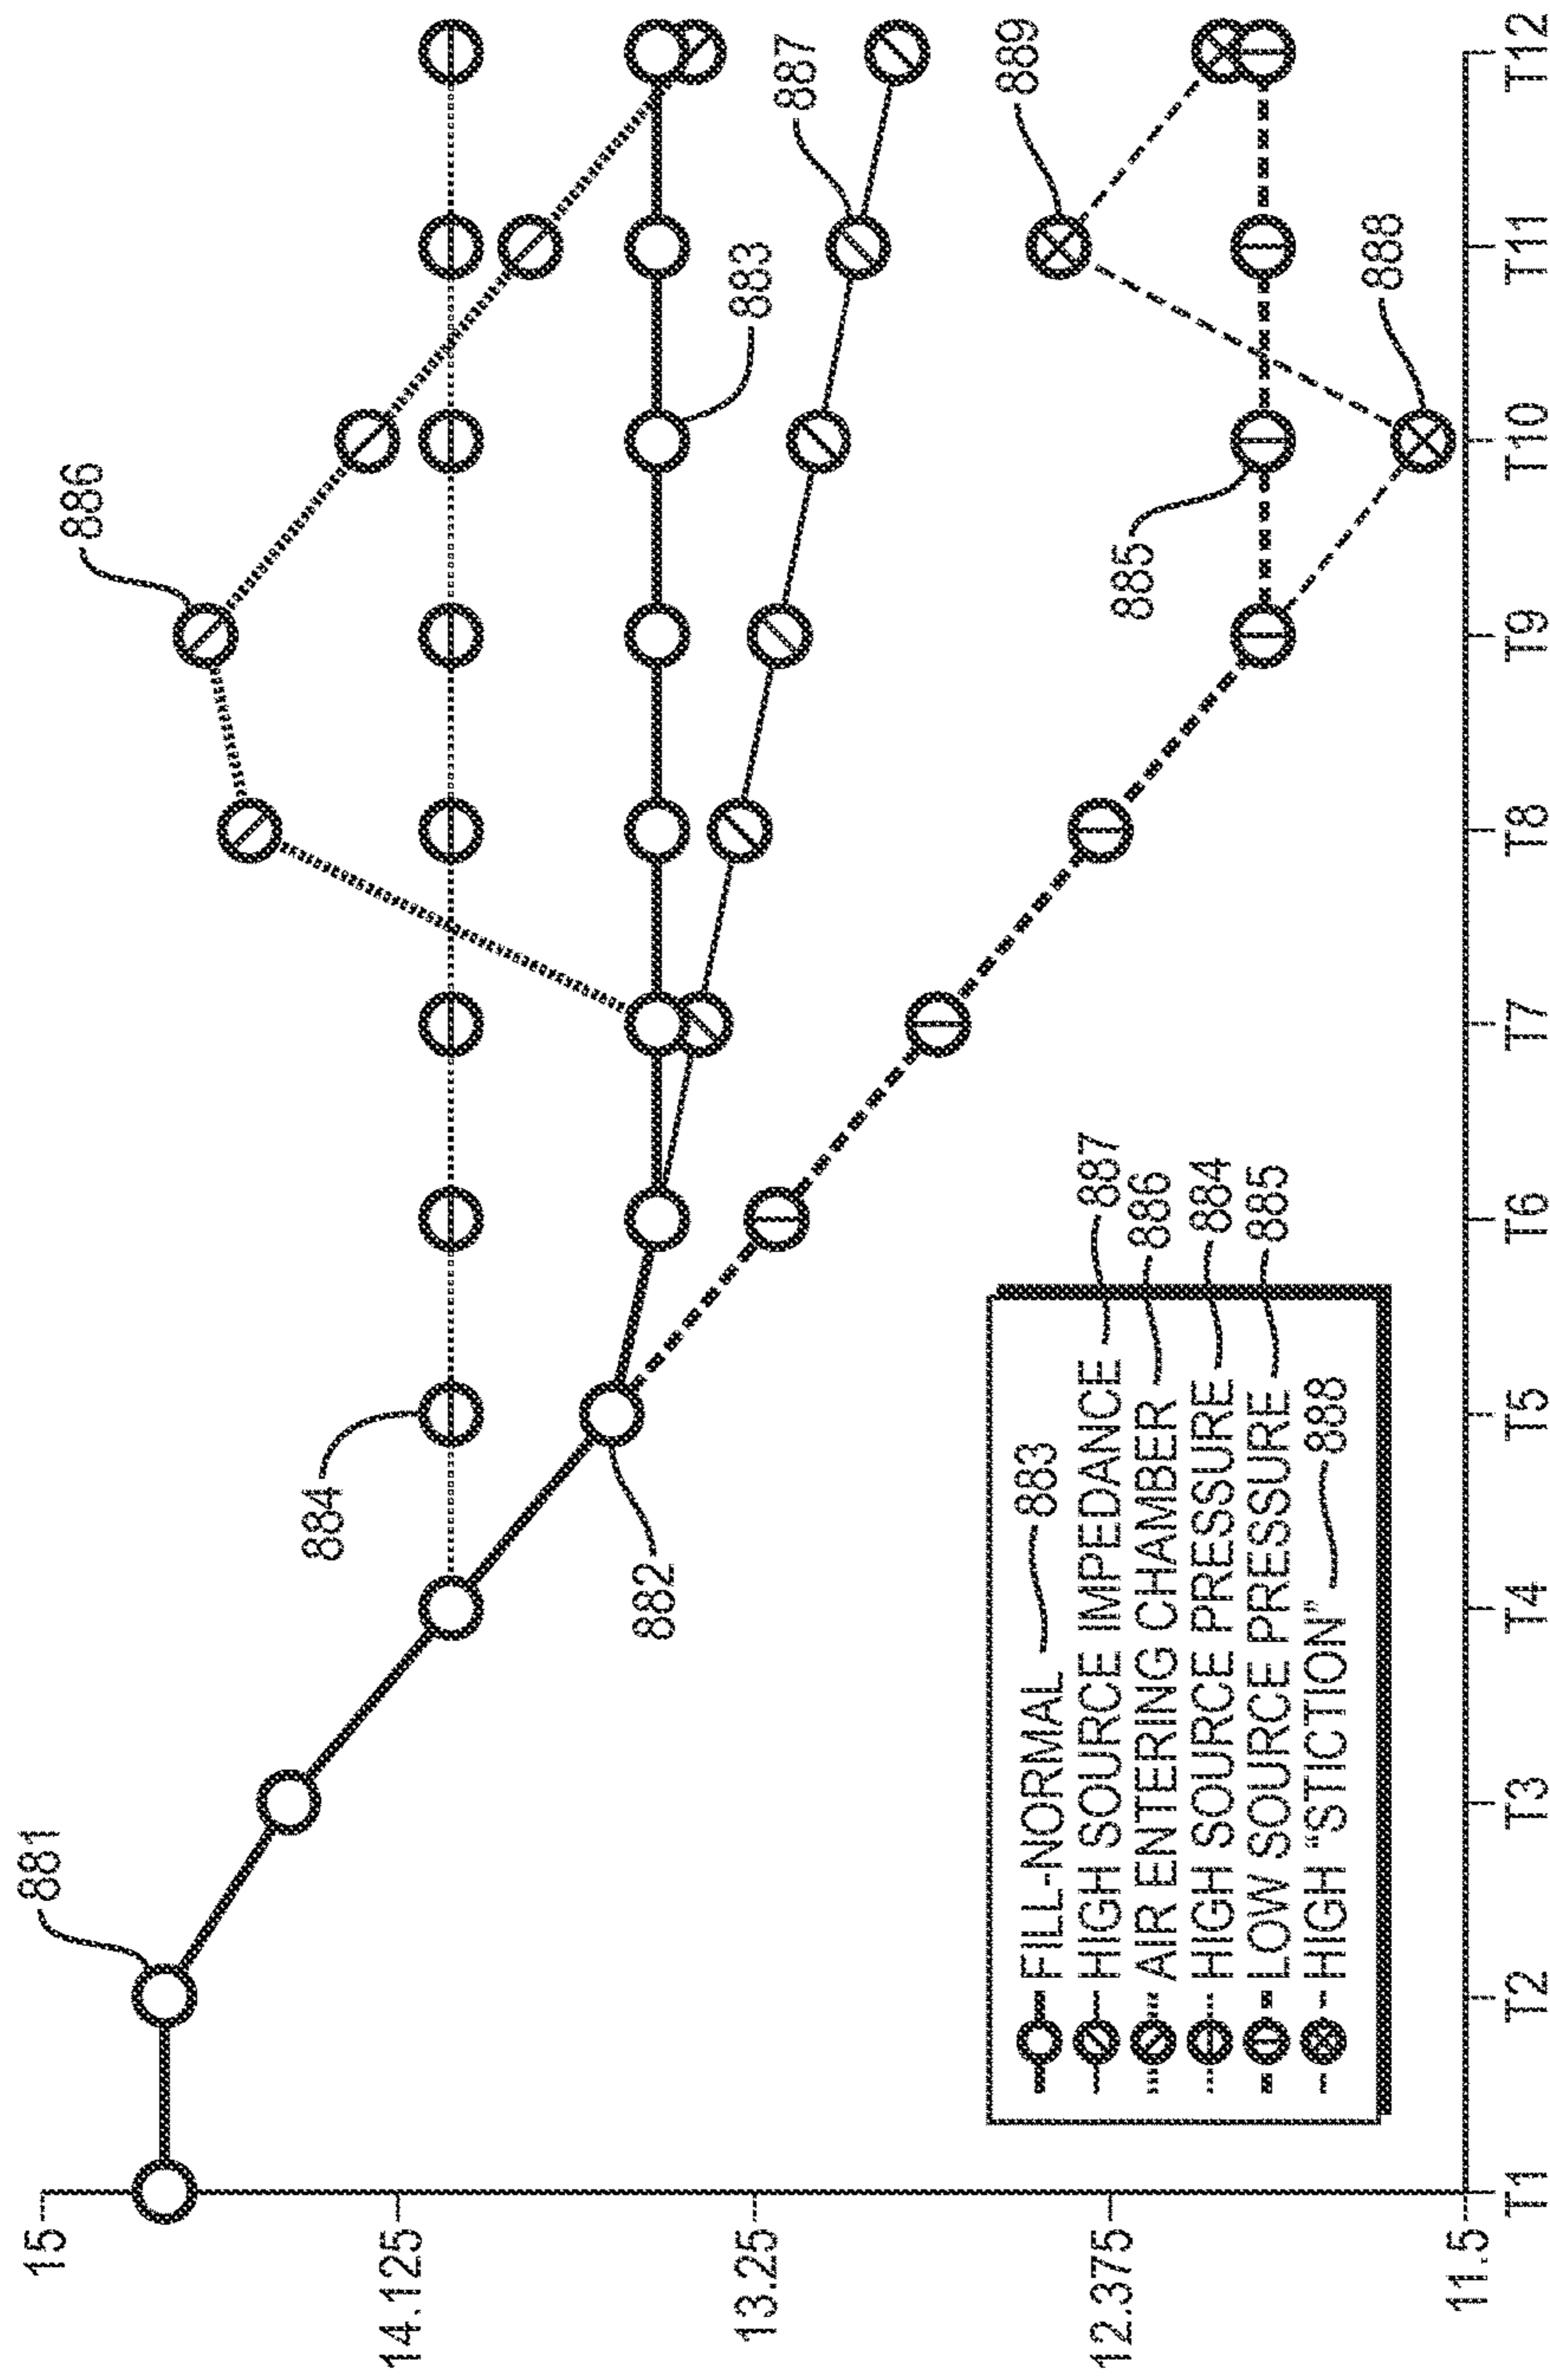 881
886
884
882
883
887
889
885
888
15
14.125
13.25
12.375
11.5
FILL-NORMAL 883
HIGH SOURCE IMPEDANCE 887
AIR ENTERING CHAMBER 886
HIGH SOURCE PRESSURE 884
LOW SOURCE PRESSURE 885
HIGH “STICTION” 888
T1 T2 T3 T4 T5 T6 T7 T8 T9 T10 T11 T12